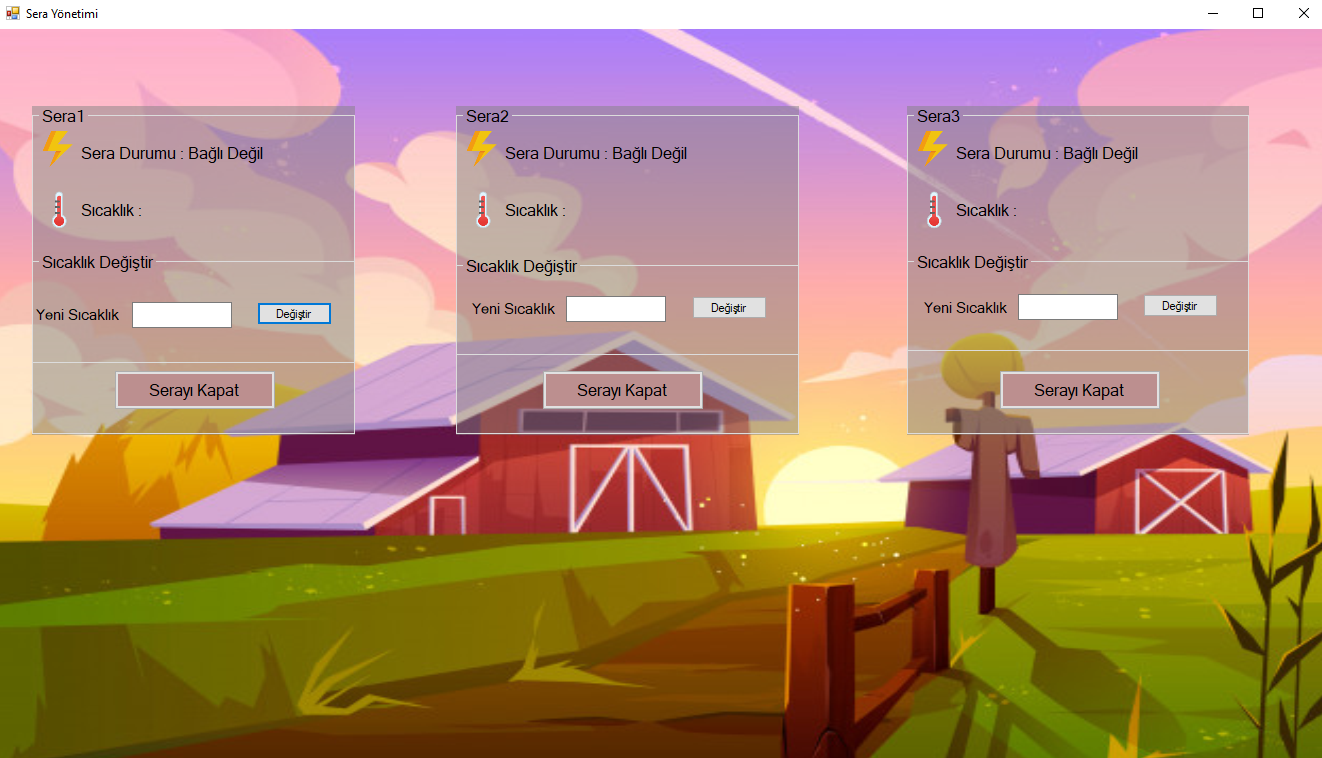 Sera Yönetimi
Sera1
Sera Durumu : Bağlı Değil
Sıcaklık :
Sıcaklık Değiştir
Yeni Sıcaklık
Değiştir
Serayı Kapat
Sera2
Sera Durumu : Bağlı Değil
Sıcaklık :
Sıcaklık Değiştir
Yeni Sıcaklık
Değiştir
Serayı Kapat
Sera3
Sera Durumu : Bağlı Değil
Sıcaklık :
Sıcaklık Değiştir
Yeni Sıcaklık
Değiştir
Serayı Kapat